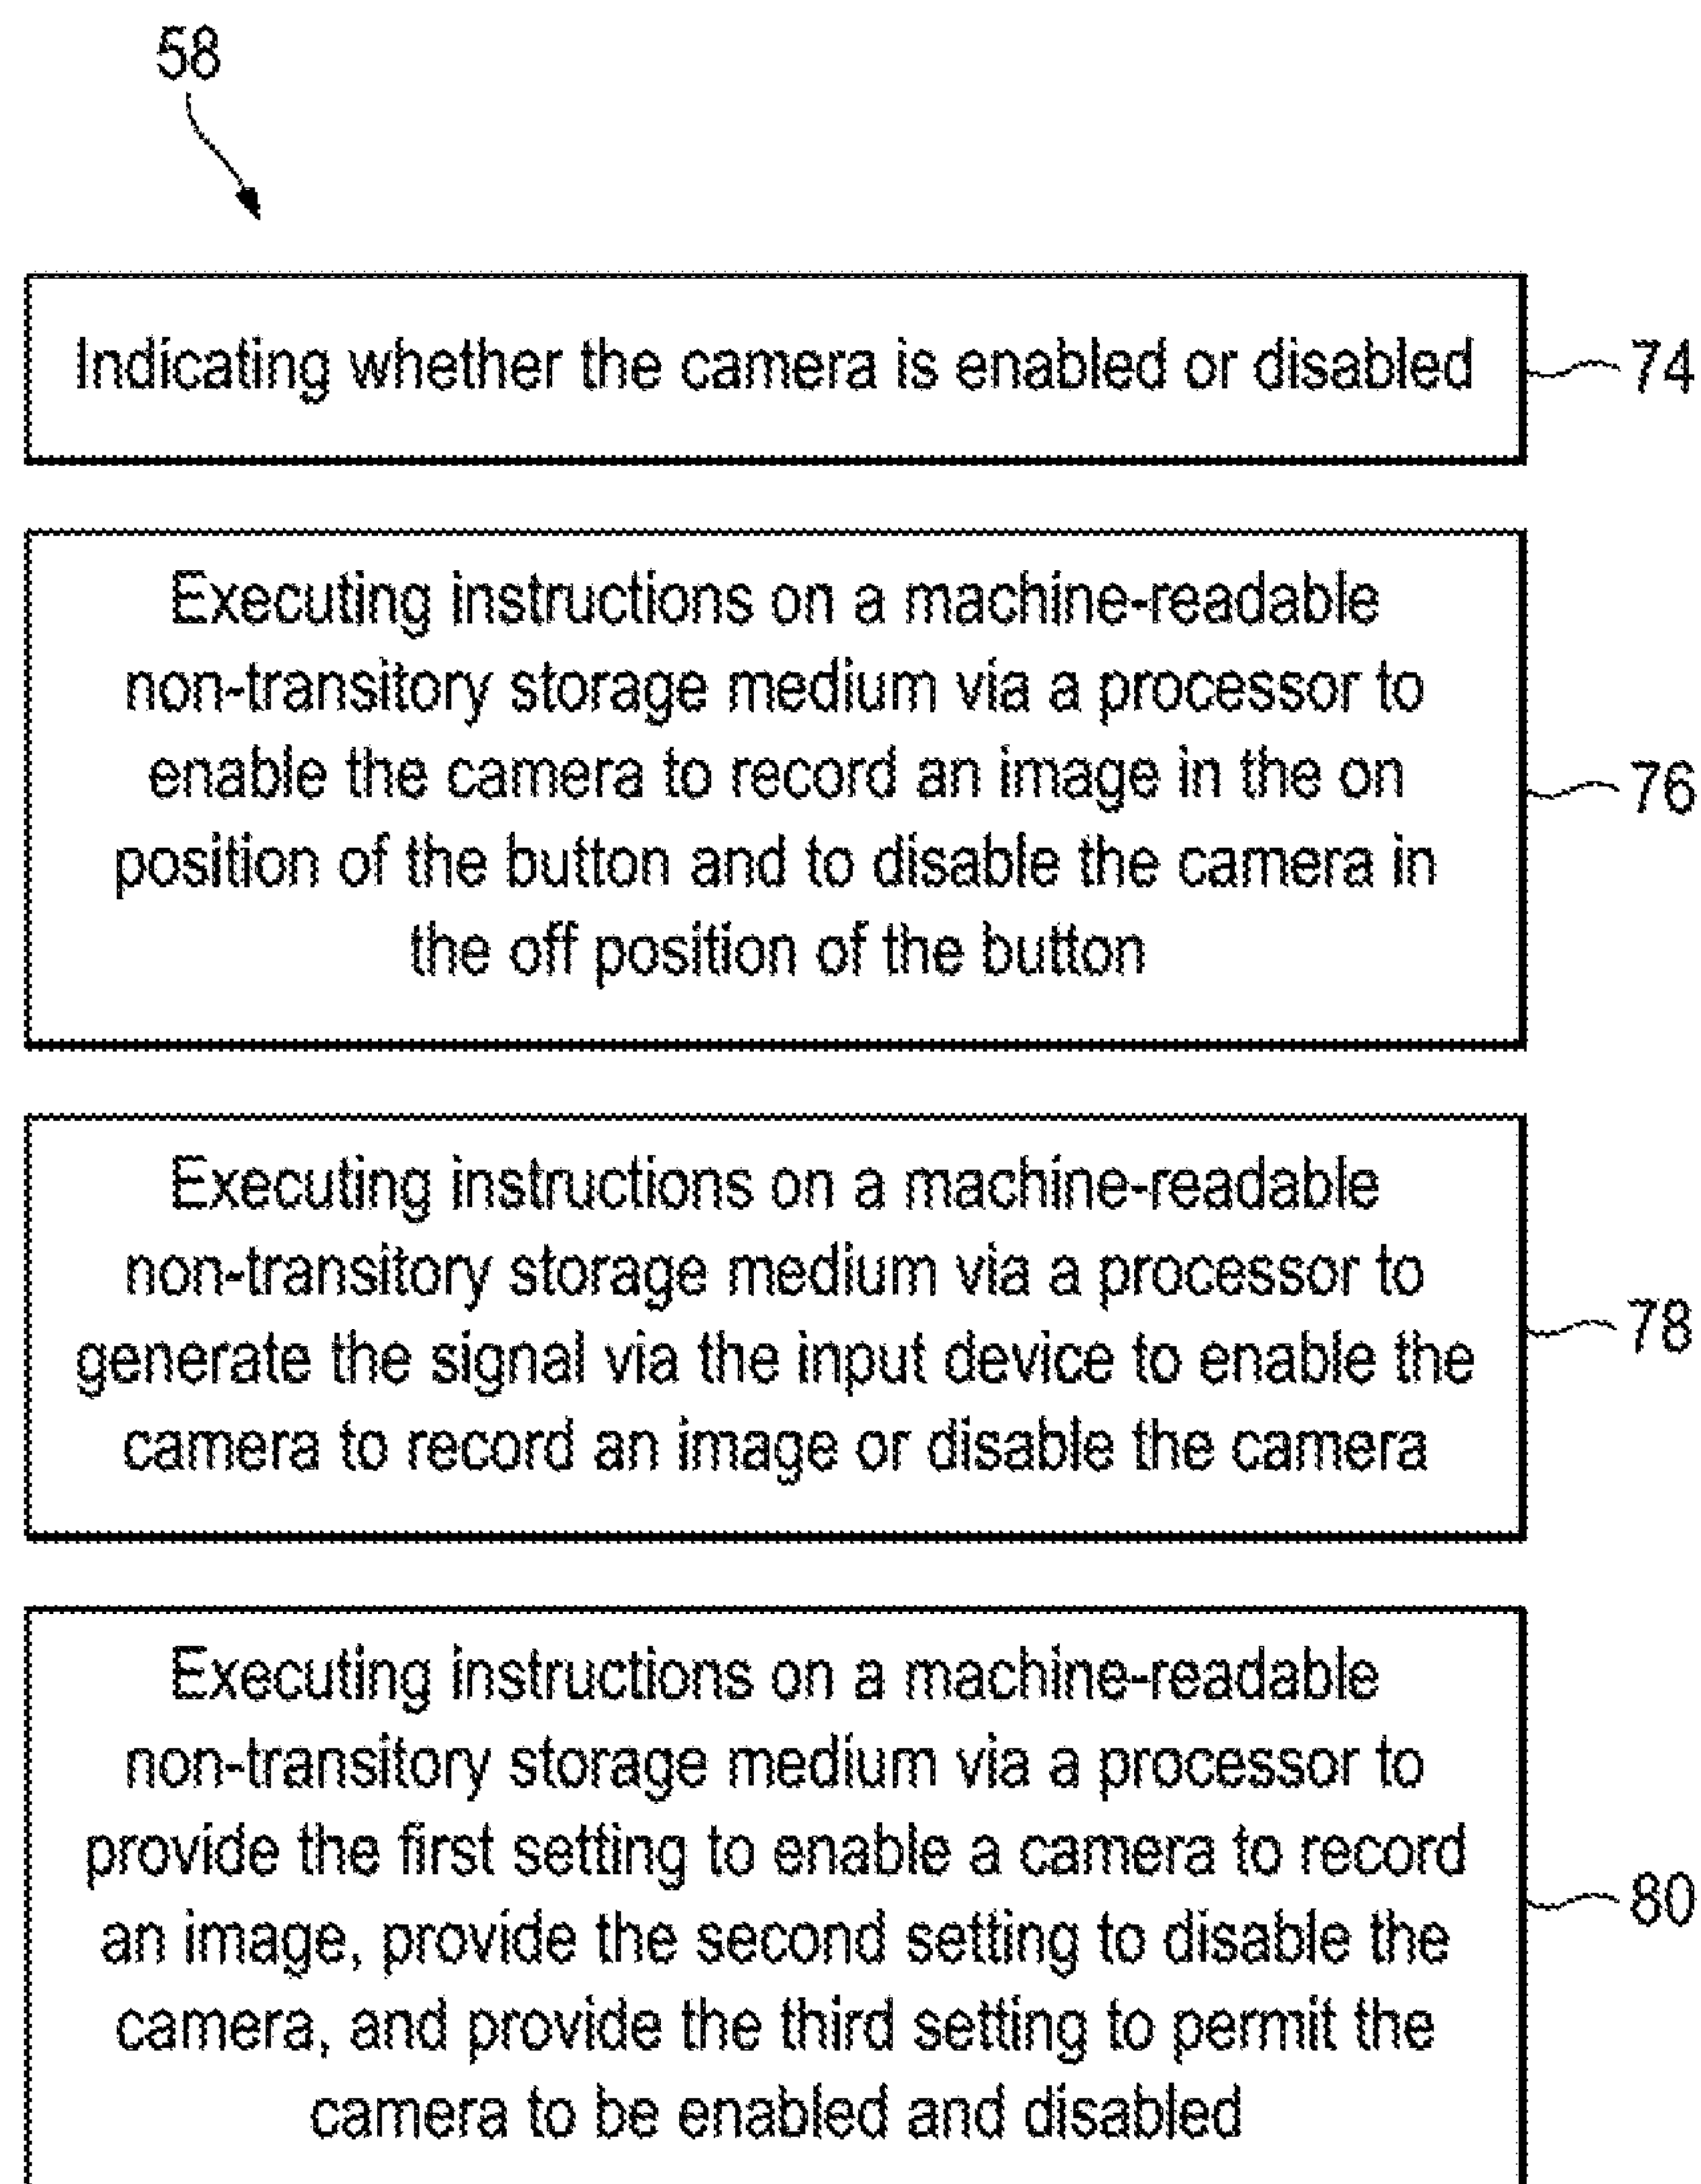 58
Indicating whether the camera is enabled or disabled
74
Executing instructions on a machine-readable
non-transitory storage medium via a processor to
enable the camera to record an image in the on
position of the button and to disable the camera in
the off position of the button
76
Executing instructions on a machine-readable
non-transitory storage medium via a processor to
generate the signal via the input device to enable the
camera to record an image or disable the camera
78
Executing instructions on a machine-readable
non-transitory storage medium via a processor to
provide the first setting to enable a camera to record
an image, provide the second setting to disable the
camera, and provide the third setting to permit the
camera to be enabled and disabled
80